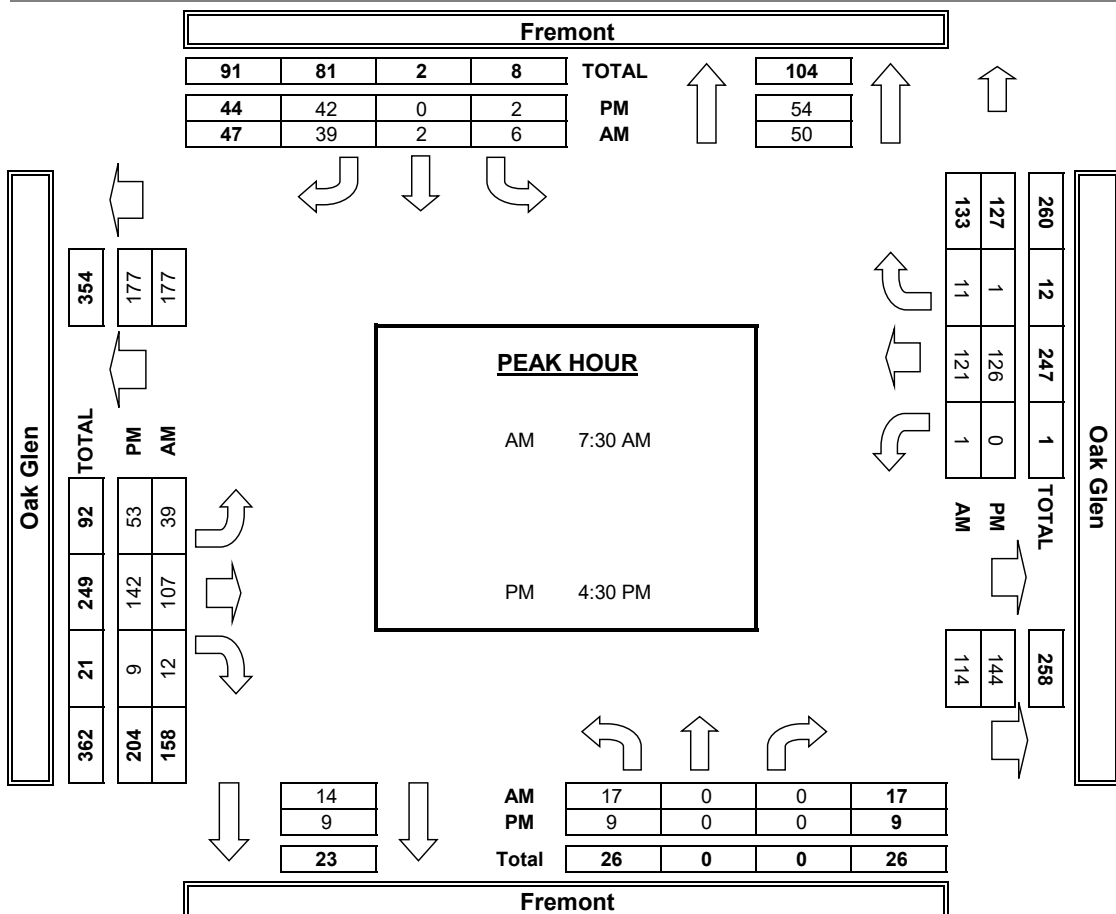 Fremont
91 81 2 8 TOTAL 104
44 42 0 2 PM 54
47 39 2 6 AM 50
Oak Glen
354
177
177
TOTAL
PM
AM
92 249 21 362
53 142 9 204
39 107 12 158
PEAK HOUR
AM 7:30 AM
PM 4:30 PM
260 12 247 1 TOTAL
127 1 126 0 PM
133 11 121 1 AM
258
144
114
Oak Glen
14 AM 17 0 0 17
9 PM 9 0 0 9
23 Total 26 0 0 26
Fremont